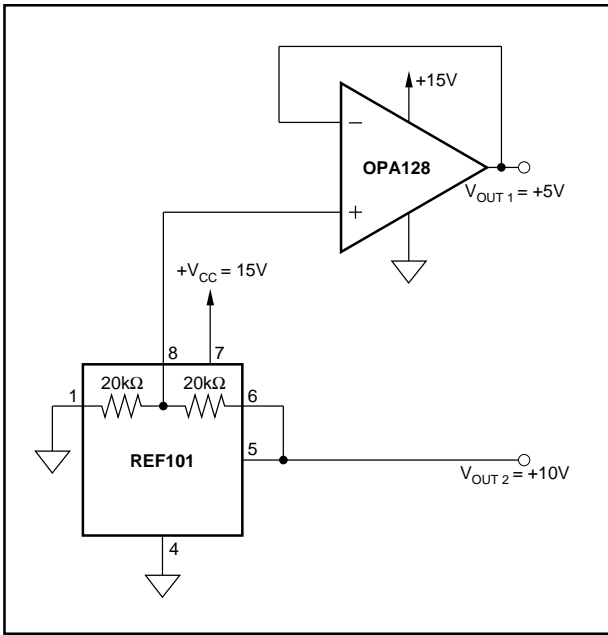 +15V
−
OPA128
V_OUT 1 = +5V
+
+V_CC = 15V
8 7
20kΩ 20kΩ
1 6
REF101 5
V_OUT 2 = +10V
4